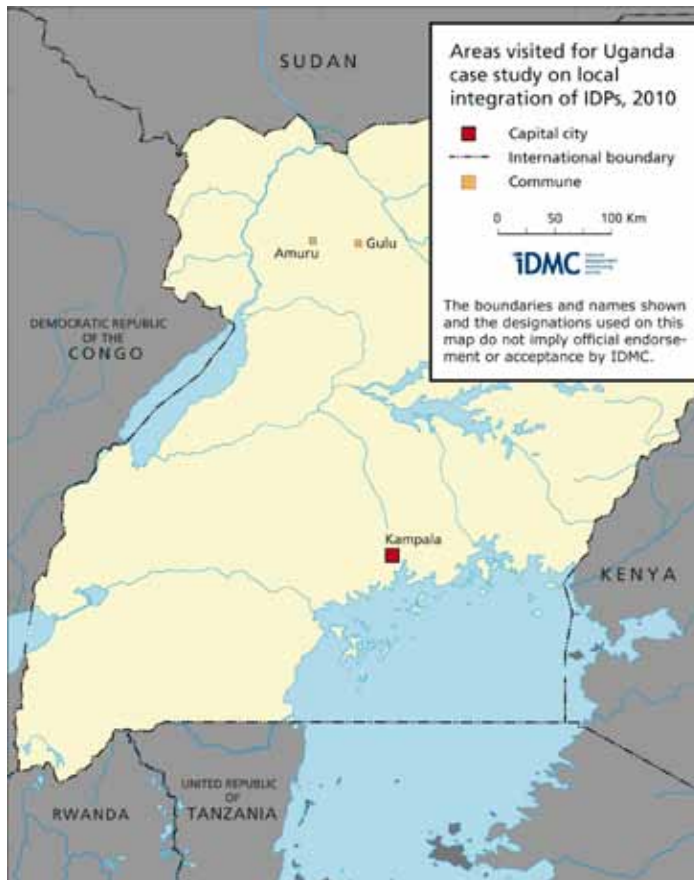 SUDAN
Areas visited for Uganda
case study on local
integration of IDPs, 2010
Capital city
International boundary
Commune
0 50 100 Km
iDMC
The boundaries and names shown
and the designations used on this
map do not imply official endorse-
ment or acceptance by IDMC.
Amuru
Gulu
DEMOCRATIC REPUBLIC
OF THE
CONGO
Kampala
KENYA
UNITED REPUBLIC
OF
TANZANIA
RWANDA